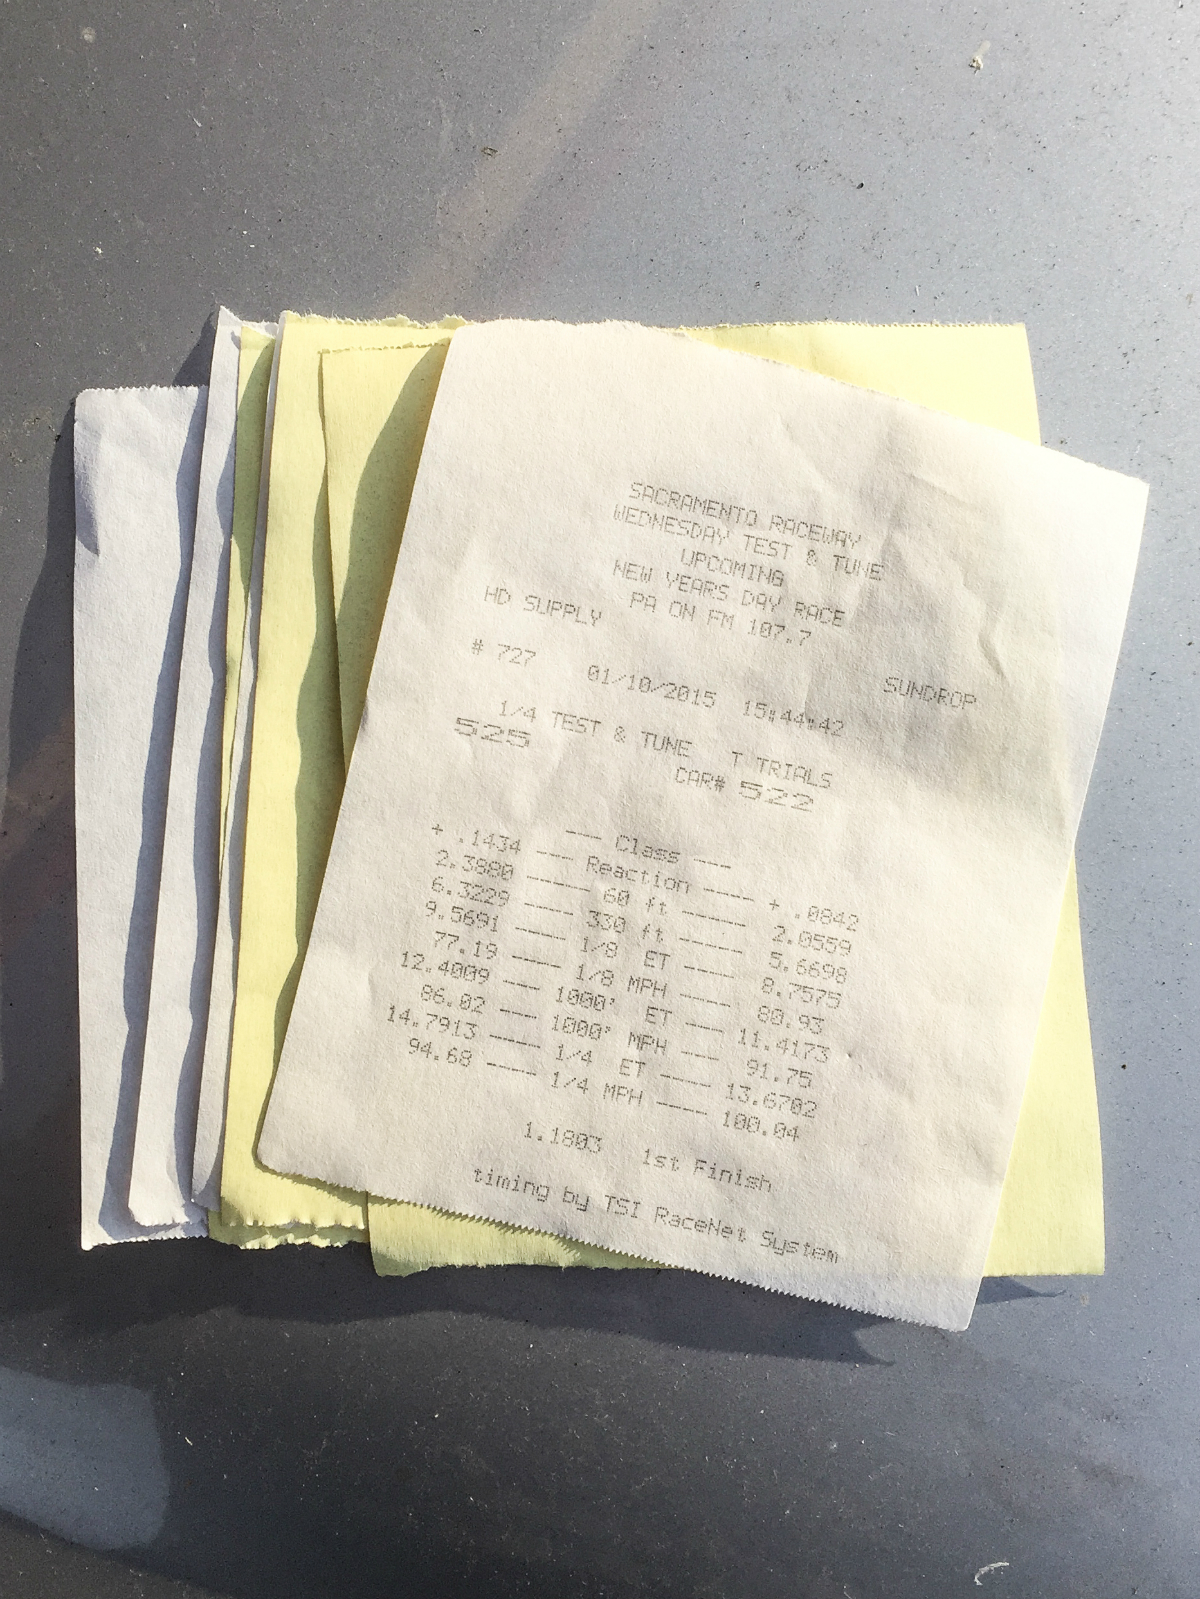 SACRAMENTO RACEWAY
WEDNESDAY TEST & TUNE
UPCOMING
NEW YEARS DAY RACE
PA ON FM 107.7
HD SUPPLY SUNDROP
# 727 01/10/2015 15:44:42
1/4 TEST & TUNE T TRIALS
525 CAR# 522
--- Class ---
+ .1434 --- Reaction ---- + .0842
2.3880 ----- 60 ft ----- 2.0559
6.3229 ---- 330 ft ----- 5.6698
9.5691 ---- 1/8 ET ---- 8.7575
77.19 ---- 1/8 MPH ---- 80.93
12.4009 --- 1000' ET --- 11.4173
86.02 --- 1000' MPH --- 91.75
14.7913 ---- 1/4 ET ---- 13.6702
94.68 ---- 1/4 MPH ---- 100.04
1.1803 1st Finish
timing by TSI RaceNet System